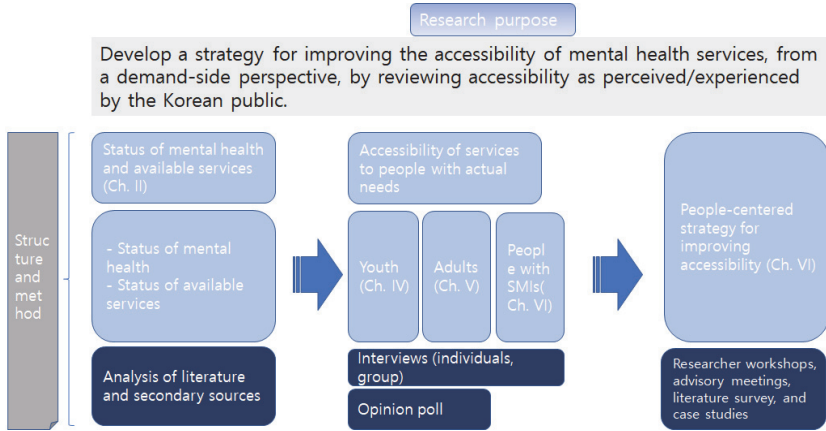 Research purpose
Develop a strategy for improving the accessibility of mental health services, from
a demand-side perspective, by reviewing accessibility as perceived/experienced
by the Korean public.
Struc
ture
and
met
hod
Status of mental health
and available services
(Ch. II)
- Status of mental
health
- Status of available
services
Analysis of literature
and secondary sources
Accessibility of services
to people with actual
needs
Youth
(Ch. IV)
Adults
(Ch. V)
Peopl
e with
SMIs(
Ch. VI)
Interviews (individuals,
group)
Opinion poll
People-centered
strategy for
improving
accessibility (Ch. VI)
Researcher workshops,
advisory meetings,
literature survey, and
case studies